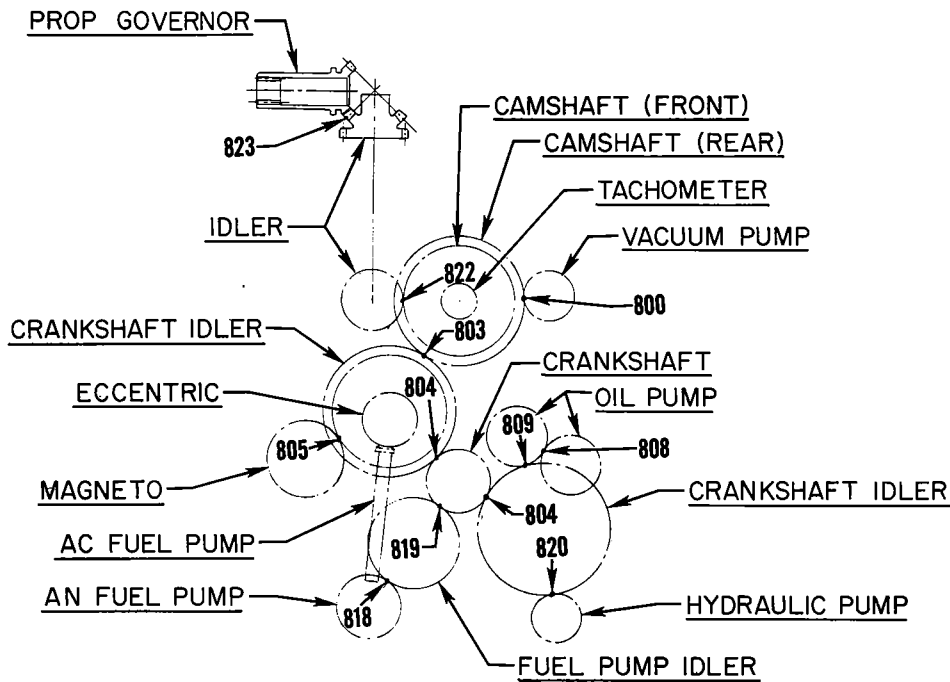 PROP GOVERNOR
823
CAMSHAFT (FRONT)
CAMSHAFT (REAR)
TACHOMETER
IDLER
VACUUM PUMP
822
800
CRANKSHAFT IDLER
803
CRANKSHAFT
ECCENTRIC
804
OIL PUMP
809
805
808
MAGNETO
CRANKSHAFT IDLER
804
AC FUEL PUMP
819
820
AN FUEL PUMP
818
HYDRAULIC PUMP
FUEL PUMP IDLER